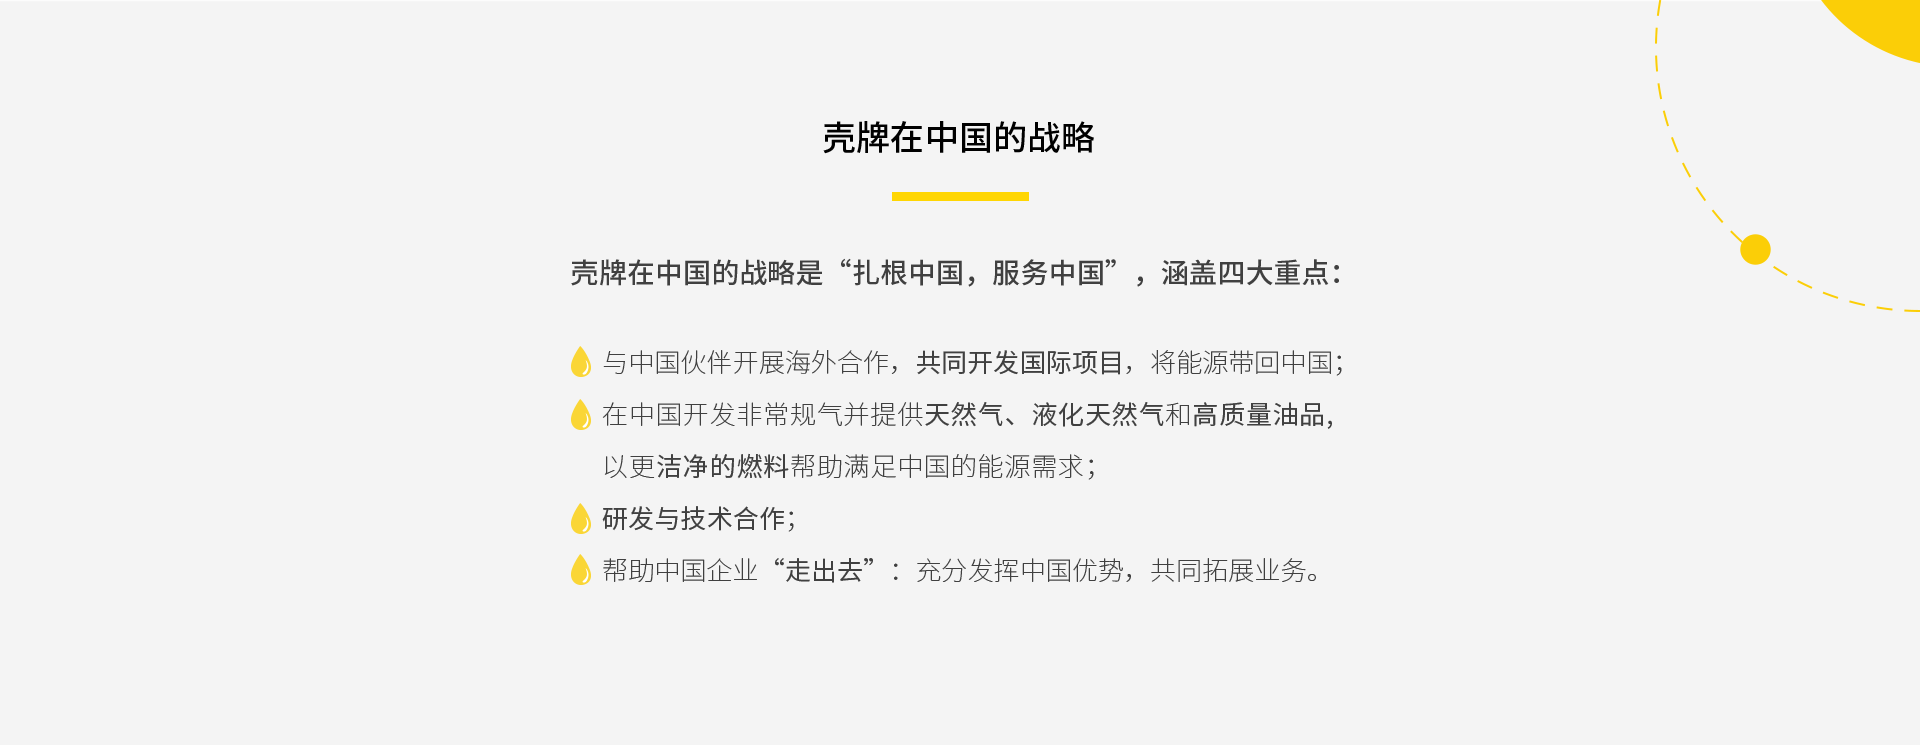 壳牌在中国的战略
壳牌在中国的战略是“扎根中国，服务中国”，涵盖四大重点：
与中国伙伴开展海外合作，共同开发国际项目，将能源带回中国；
在中国开发非常规气并提供天然气、液化天然气和高质量油品，
以更洁净的燃料帮助满足中国的能源需求；
研发与技术合作；
帮助中国企业“走出去”：充分发挥中国优势，共同拓展业务。